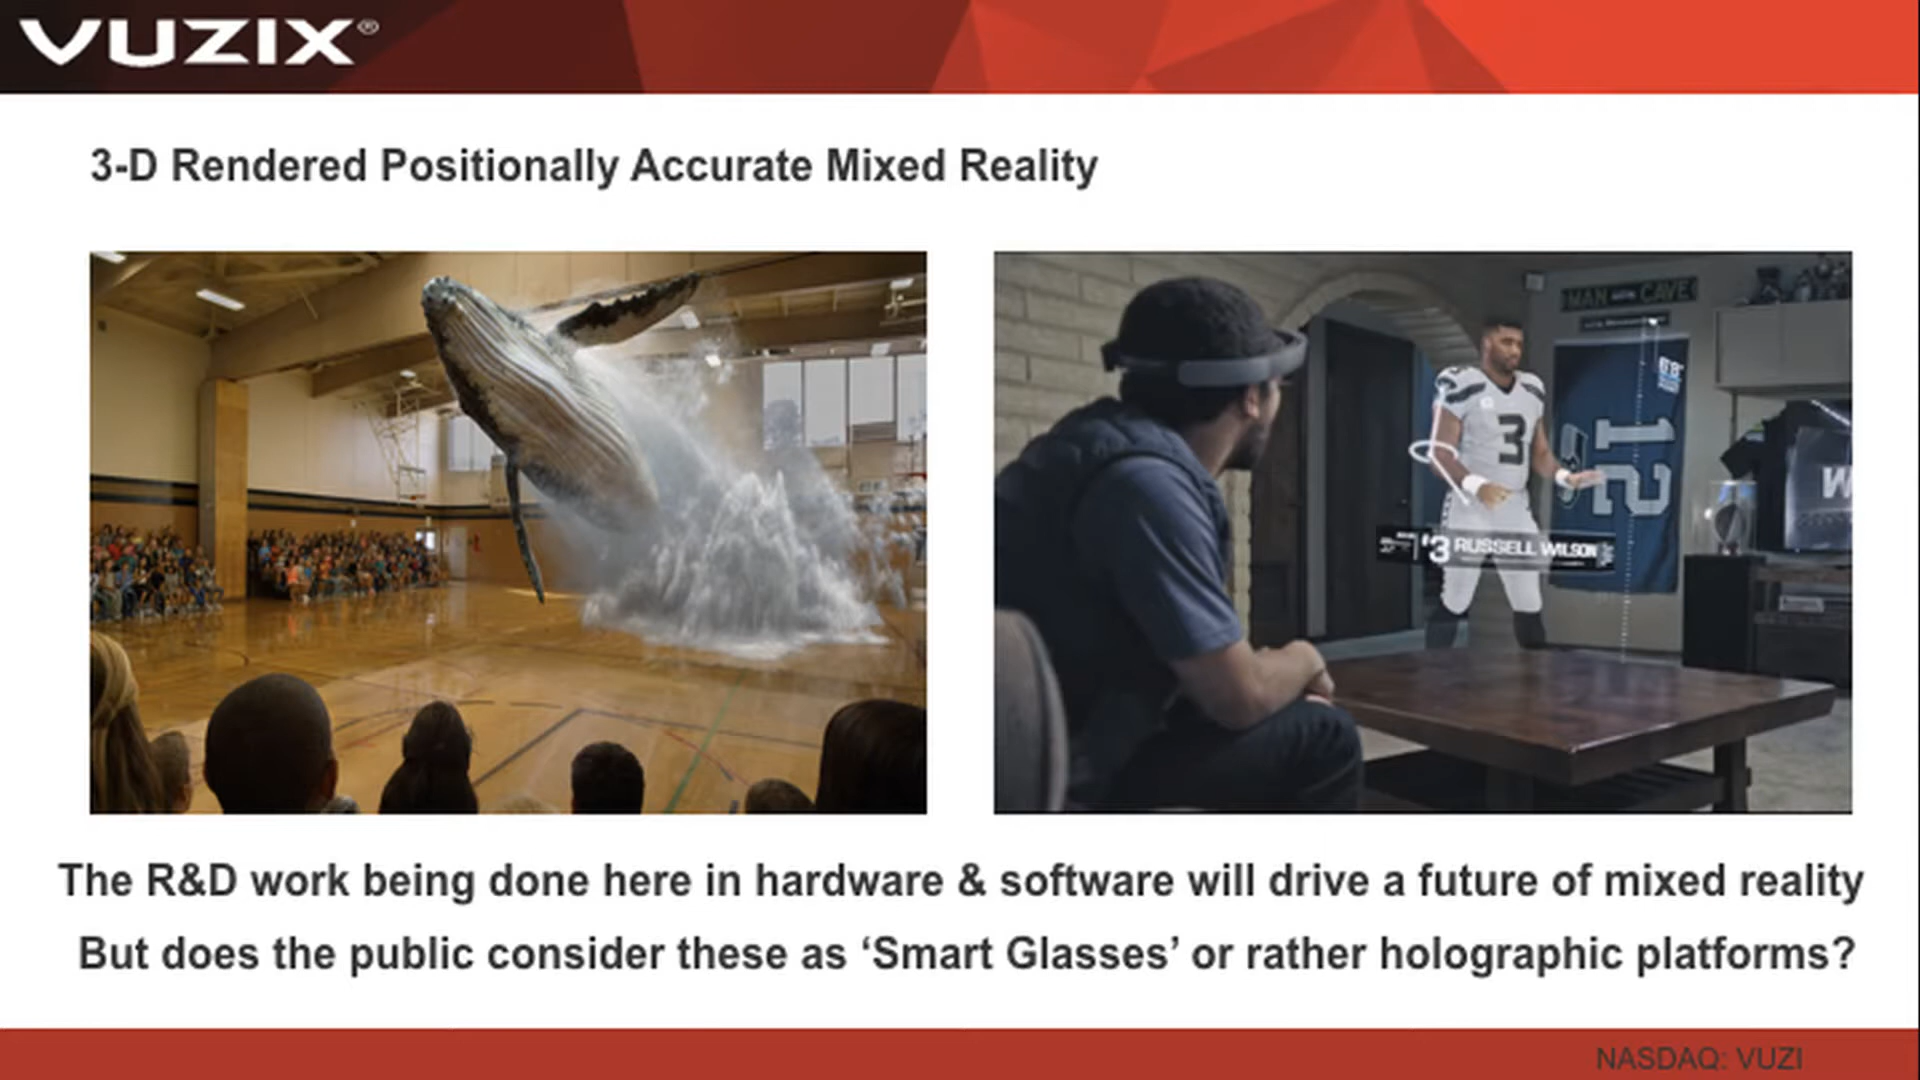 VUZIX®
3-D Rendered Positionally Accurate Mixed Reality
MAN CAVE
68"
12
3
'3 RUSSELL WILSON
W
The R&D work being done here in hardware & software will drive a future of mixed reality
But does the public consider these as ‘Smart Glasses’ or rather holographic platforms?
NASDAQ: VUZI